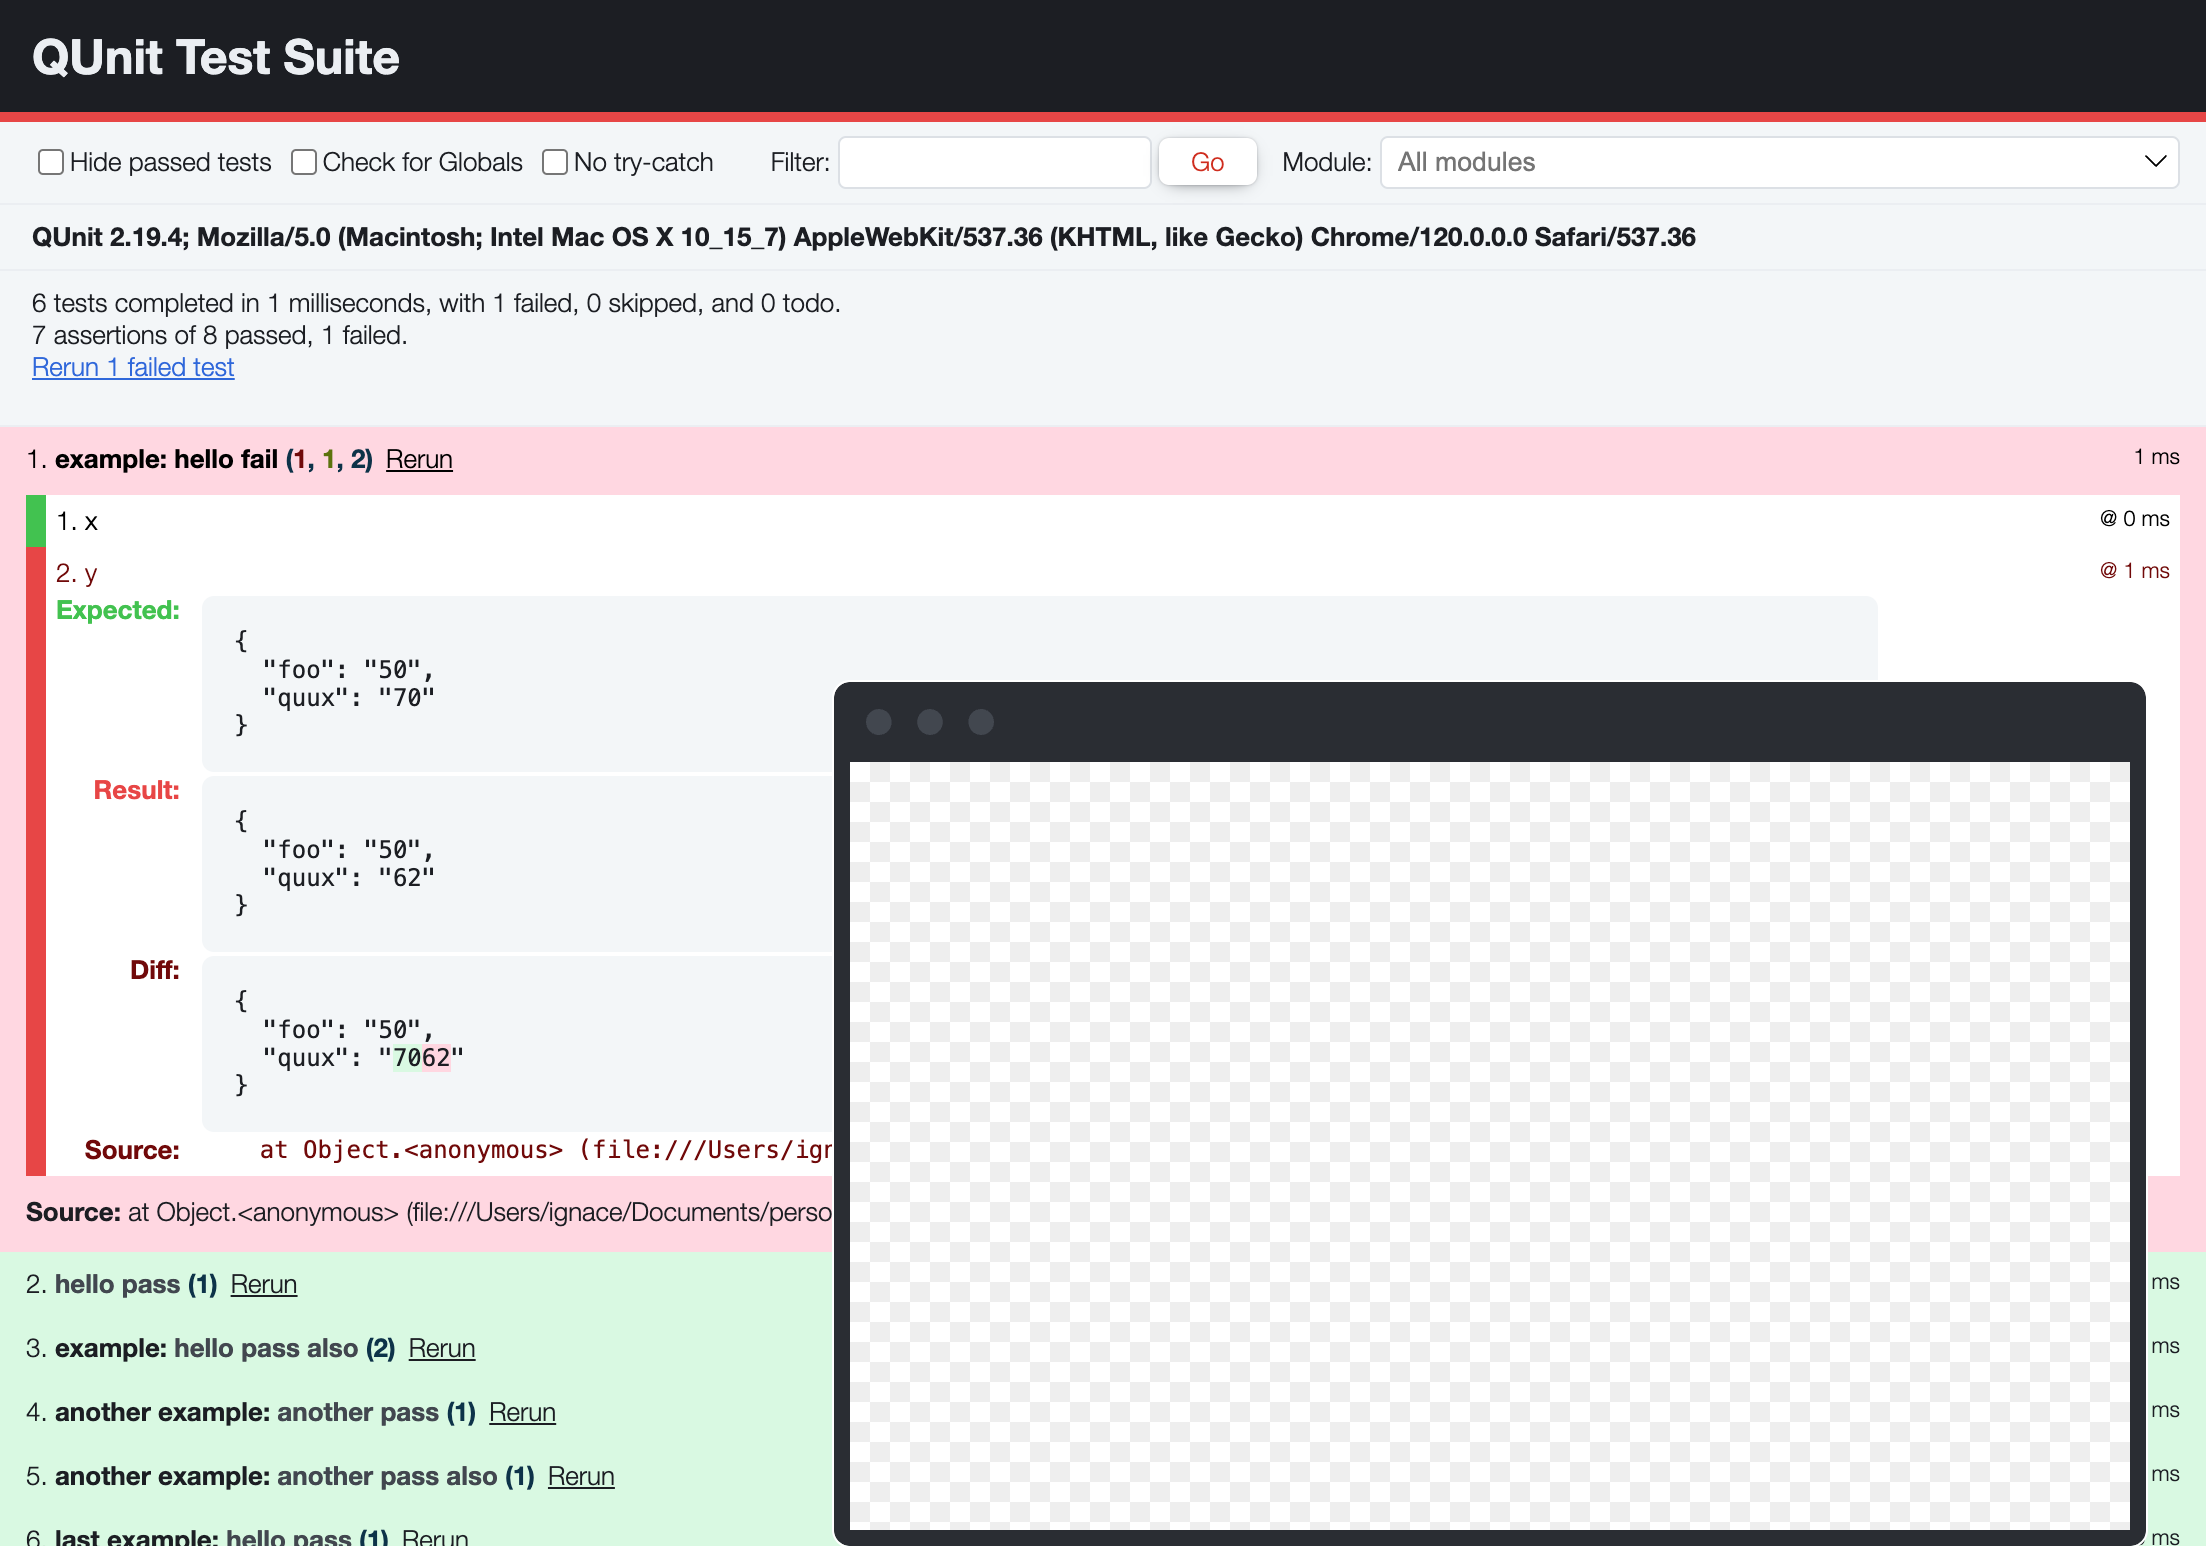 QUnit Test Suite
Hide passed tests Check for Globals No try-catch Filter: Go Module: All modules
QUnit 2.19.4; Mozilla/5.0 (Macintosh; Intel Mac OS X 10_15_7) AppleWebKit/537.36 (KHTML, like Gecko) Chrome/120.0.0.0 Safari/537.36
6 tests completed in 1 milliseconds, with 1 failed, 0 skipped, and 0 todo.
7 assertions of 8 passed, 1 failed.
Rerun 1 failed test
1. example: hello fail (1, 1, 2) Rerun 1 ms
1. x @ 0 ms
2. y @ 1 ms
Expected:
{
"foo": "50",
"quux": "70"
}
Result:
{
"foo": "50",
"quux": "62"
}
Diff:
{
"foo": "50",
"quux": "7062"
}
Source: at Object.<anonymous> (file:///Users/ign
Source: at Object.<anonymous> (file:///Users/ignace/Documents/perso
2. hello pass (1) Rerun ms
3. example: hello pass also (2) Rerun ms
4. another example: another pass (1) Rerun ms
5. another example: another pass also (1) Rerun ms
6. last example: hello pass (1) Rerun ms